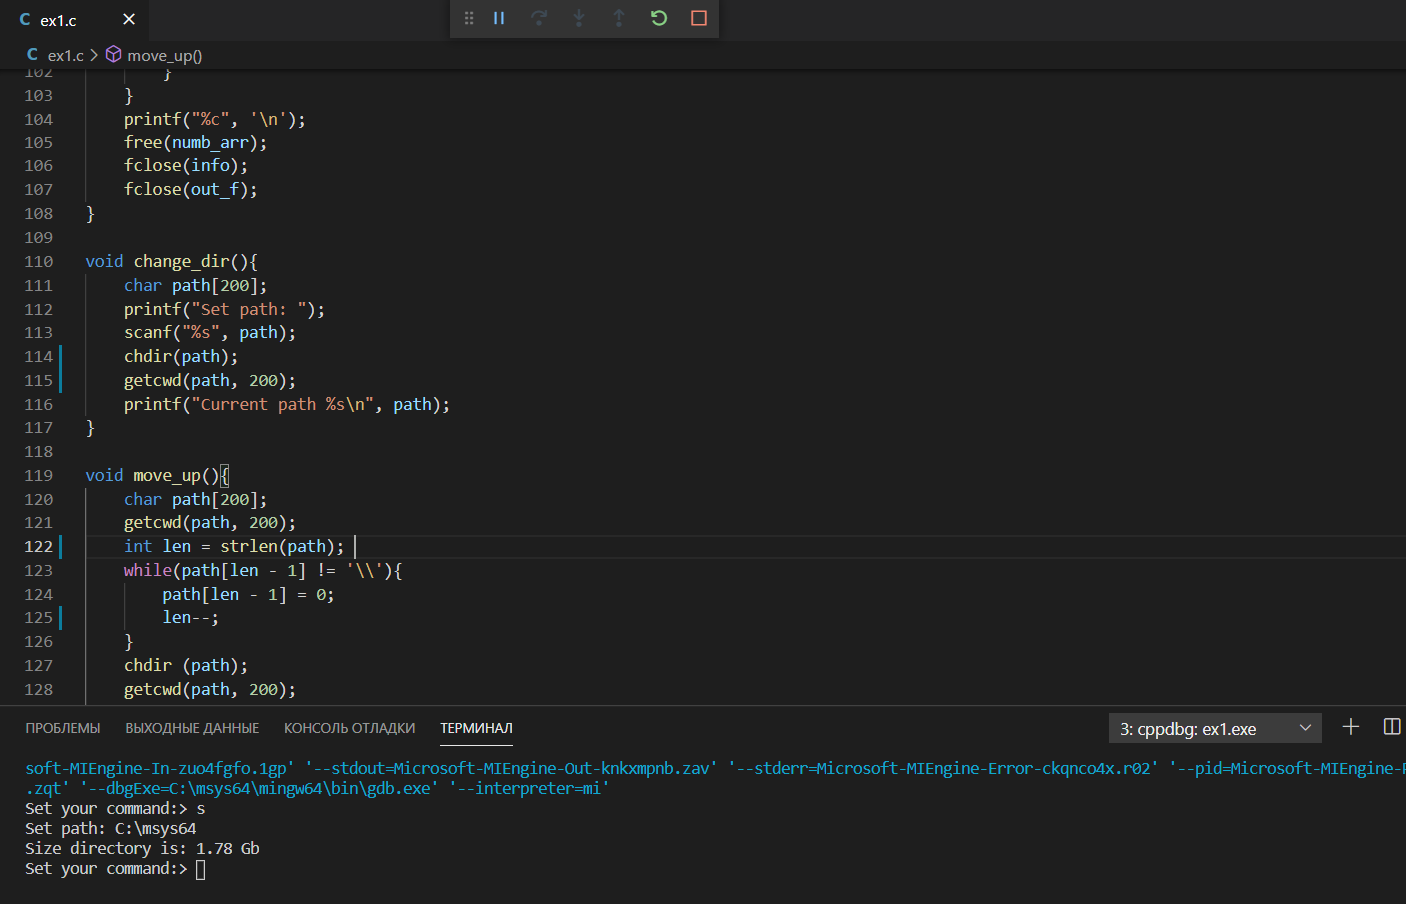 C ex1.c ×
C ex1.c > move_up()
102 }
103 }
104 printf("%c", '\n');
105 free(numb_arr);
106 fclose(info);
107 fclose(out_f);
108 }
109
110 void change_dir(){
111 char path[200];
112 printf("Set path: ");
113 scanf("%s", path);
114 chdir(path);
115 getcwd(path, 200);
116 printf("Current path %s\n", path);
117 }
118
119 void move_up(){
120 char path[200];
121 getcwd(path, 200);
122 int len = strlen(path);
123 while(path[len - 1] != '\\'){
124 path[len - 1] = 0;
125 len--;
126 }
127 chdir (path);
128 getcwd(path, 200);
ПРОБЛЕМЫ ВЫХОДНЫЕ ДАННЫЕ КОНСОЛЬ ОТЛАДКИ ТЕРМИНАЛ 3: cppdbg: ex1.exe
soft-MIEngine-In-zuo4fgfo.1gp' '--stdout=Microsoft-MIEngine-Out-knkxmpnb.zav' '--stderr=Microsoft-MIEngine-Error-ckqnco4x.r02' '--pid=Microsoft-MIEngine-
.zqt' '--dbgExe=C:\msys64\mingw64\bin\gdb.exe' '--interpreter=mi'
Set your command:> s
Set path: C:\msys64
Size directory is: 1.78 Gb
Set your command:>